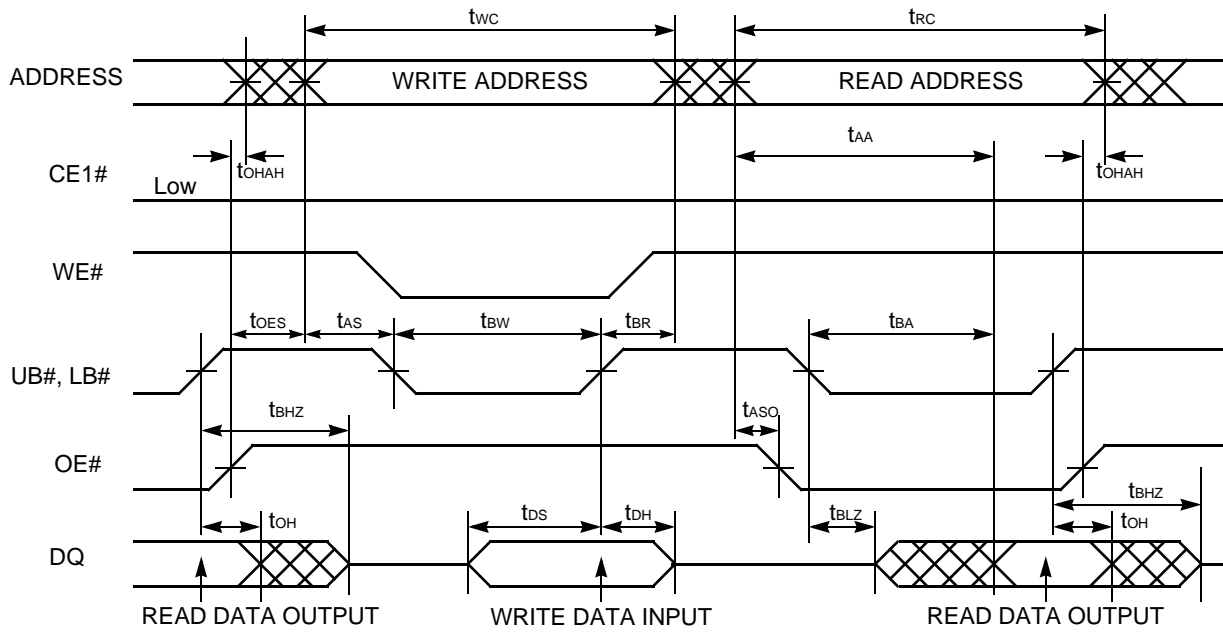 tWC tRC
ADDRESS WRITE ADDRESS READ ADDRESS
tAA
tOHAH tOHAH
CE1# Low
WE#
tOES tAS tBW tBR tBA
UB#, LB#
tBHZ tASO
OE#
tBHZ
tOH tDS tDH tBLZ tOH
DQ
READ DATA OUTPUT WRITE DATA INPUT READ DATA OUTPUT